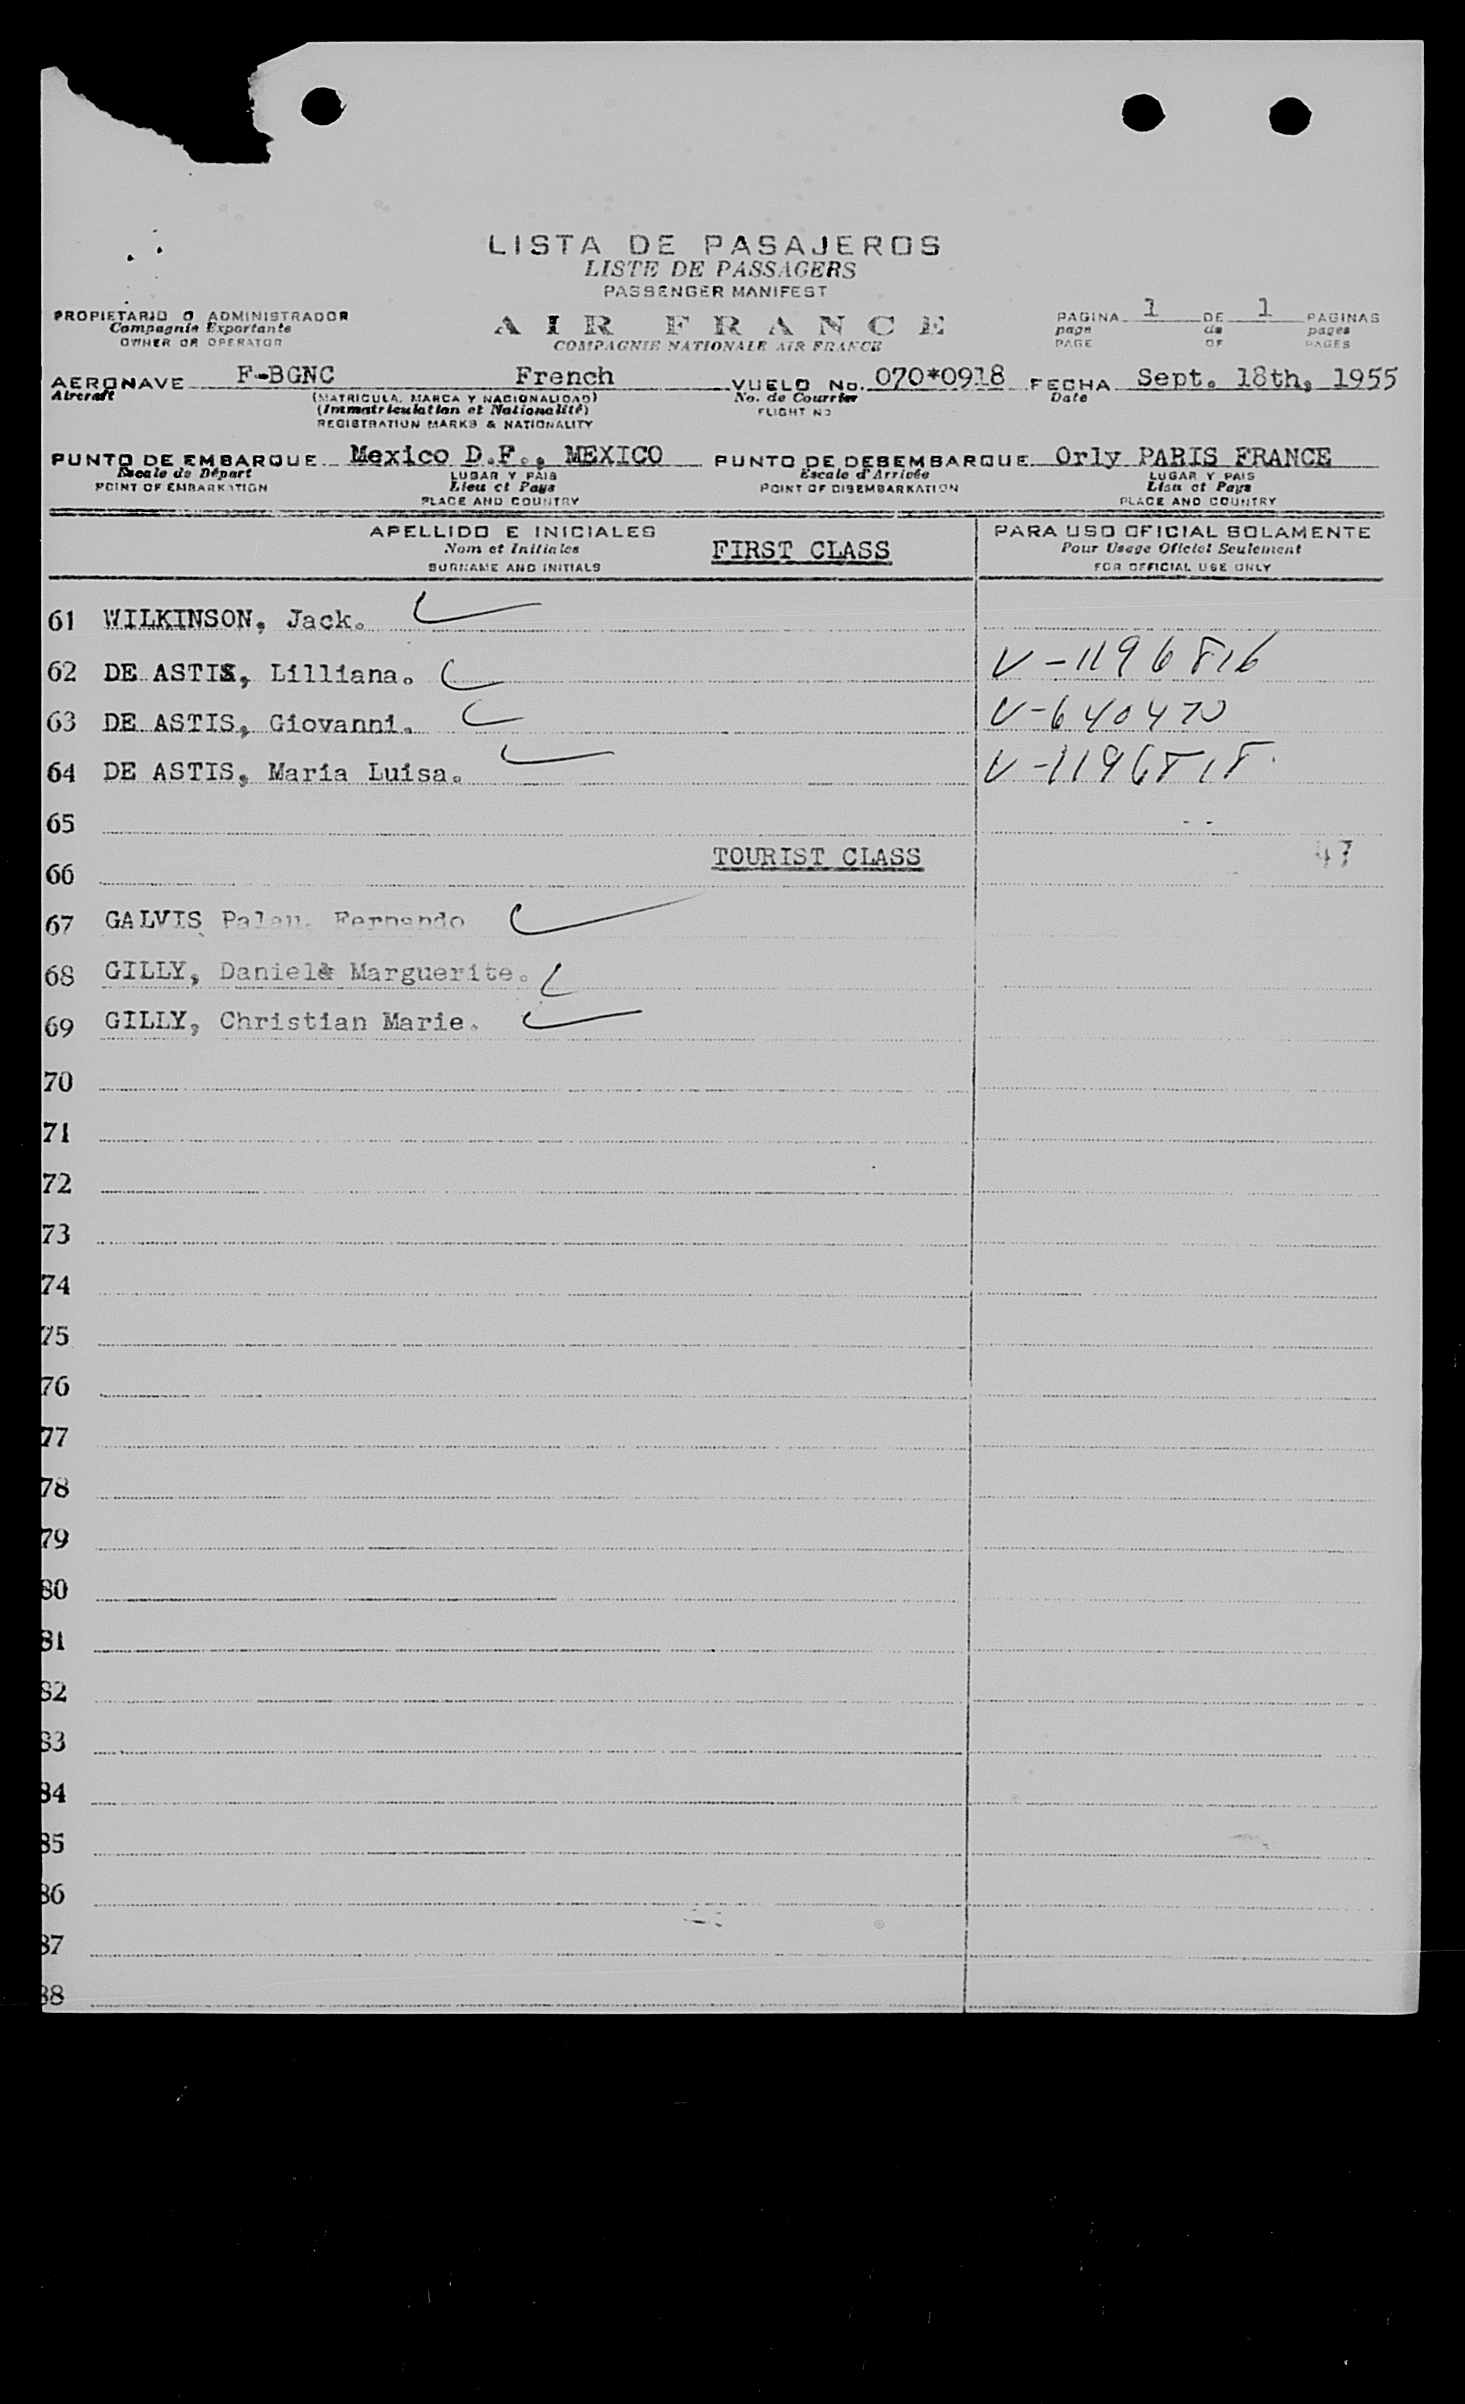 LISTA DE PASAJEROS
LISTE DE PASSAGERS
PASSENGER MANIFEST
PROPIETARIO O ADMINISTRADOR
Compagnie Exportante
OWNER OR OPERATOR
AIR FRANCE
COMPAGNIE NATIONALE AIR FRANCE
PAGINA 1 DE 1 PAGINAS
page de pages
PAGE OF PAGES
AERONAVE F-BGNC French VUELO No. 070*0918 FECHA Sept. 18th, 1955
Aircraft (MATRICULA, MARCA Y NACIONALIDAD) No. de Courrier Date
(Immatriculation et Nationalité) FLIGHT NO
REGISTRATION MARKS & NATIONALITY
PUNTO DE EMBARQUE Mexico D.F., MEXICO PUNTO DE DESEMBARQUE Orly PARIS FRANCE
Escale de Départ LUGAR Y PAIS Escale d'Arrivée LUGAR Y PAIS
POINT OF EMBARKATION Lieu et Pays POINT OF DISEMBARKATION Lieu et Pays
PLACE AND COUNTRY PLACE AND COUNTRY
APELLIDO E INICIALES PARA USO OFICIAL SOLAMENTE
Nom et Initiales FIRST CLASS Pour Usage Officiel Seulement
SURNAME AND INITIALS FOR OFFICIAL USE ONLY
61 WILKINSON, Jack.
62 DE ASTIS, Lilliana. V-1196816
63 DE ASTIS, Giovanni. V-640470
64 DE ASTIS, Maria Luisa. V-1196818.
65
66 TOURIST CLASS 47
67 GALVIS Palau, Fernando
68 GILLY, Daniel& Marguerite.
69 GILLY, Christian Marie.
70
71
72
73
74
75
76
77
78
79
80
81
82
83
84
85
86
87
88